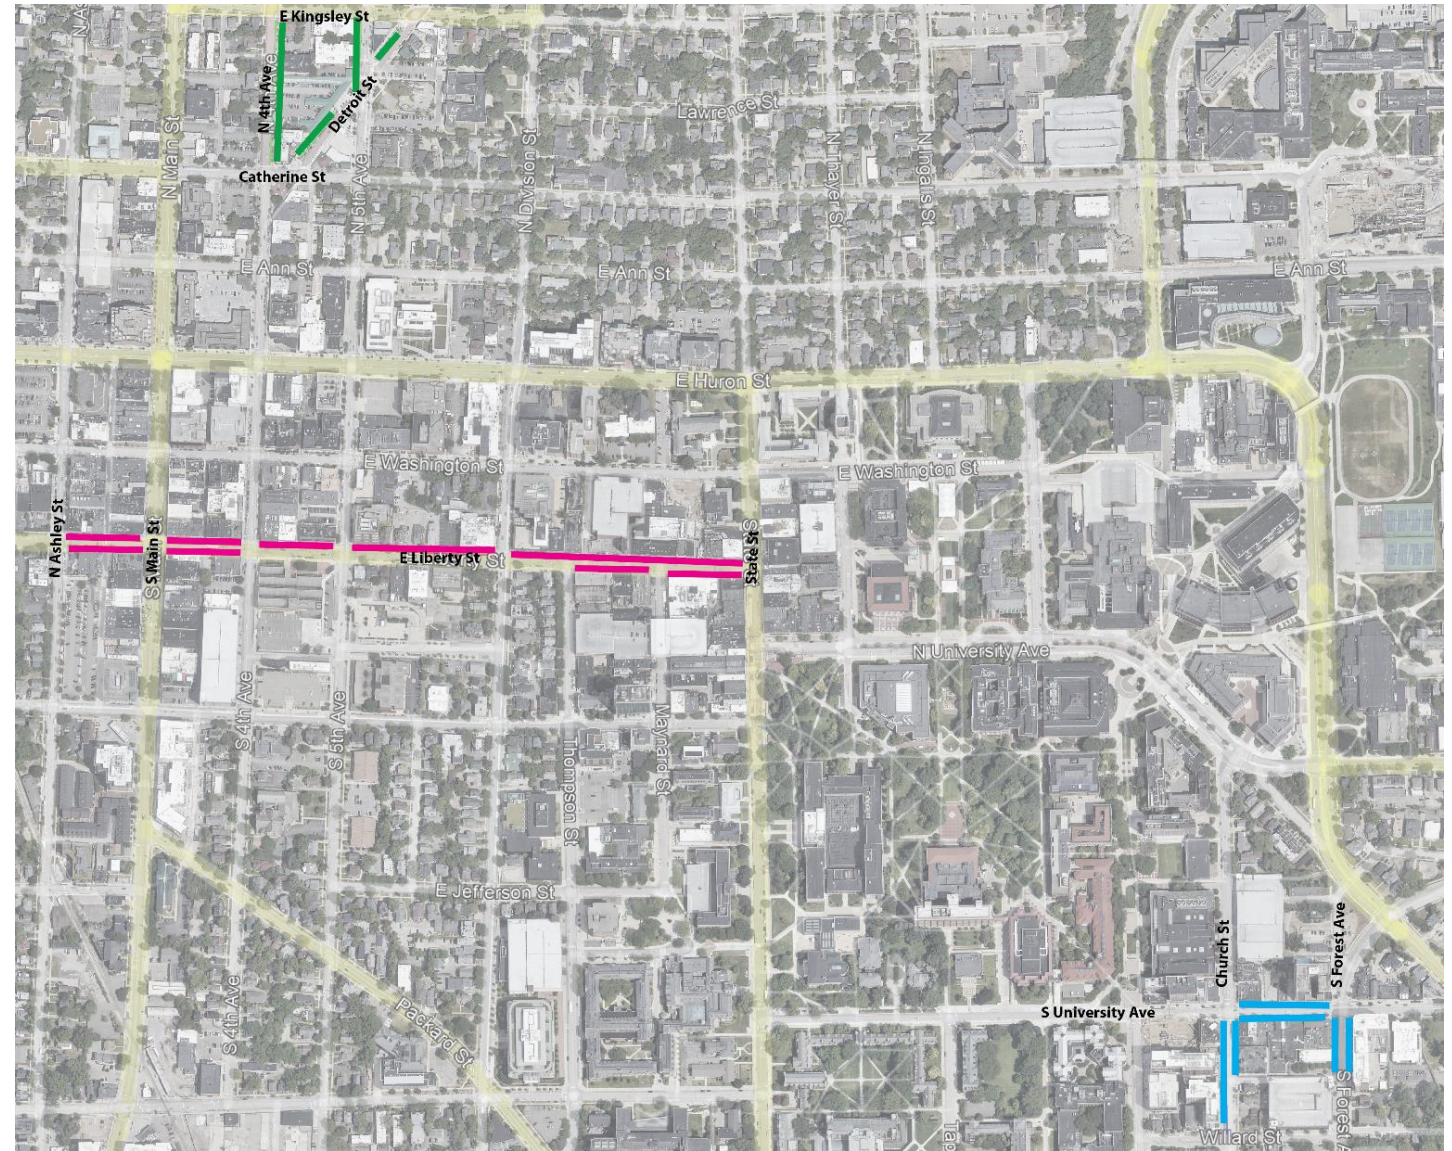 E Kingsley St
N As
N 4th Ave
Ave
Detroit St
Lawrence St
N Main St
N Division St
N Thayer St
N Ingalls St
Catherine St
N 5th Ave
E Ann St
E Ann St
E Ann St
E Huron St
E Washington St
E Washington St
N Ashley St
S Main St
S
E Liberty St
y St
State St
S
N University Ave
S 4th Ave
S 5th Ave
Maynard St
Thompson St
E Jefferson St
Church St
S Forest Ave
S 4th Ave
Packard St
S University Ave
S Forest A
Tap
Willard St